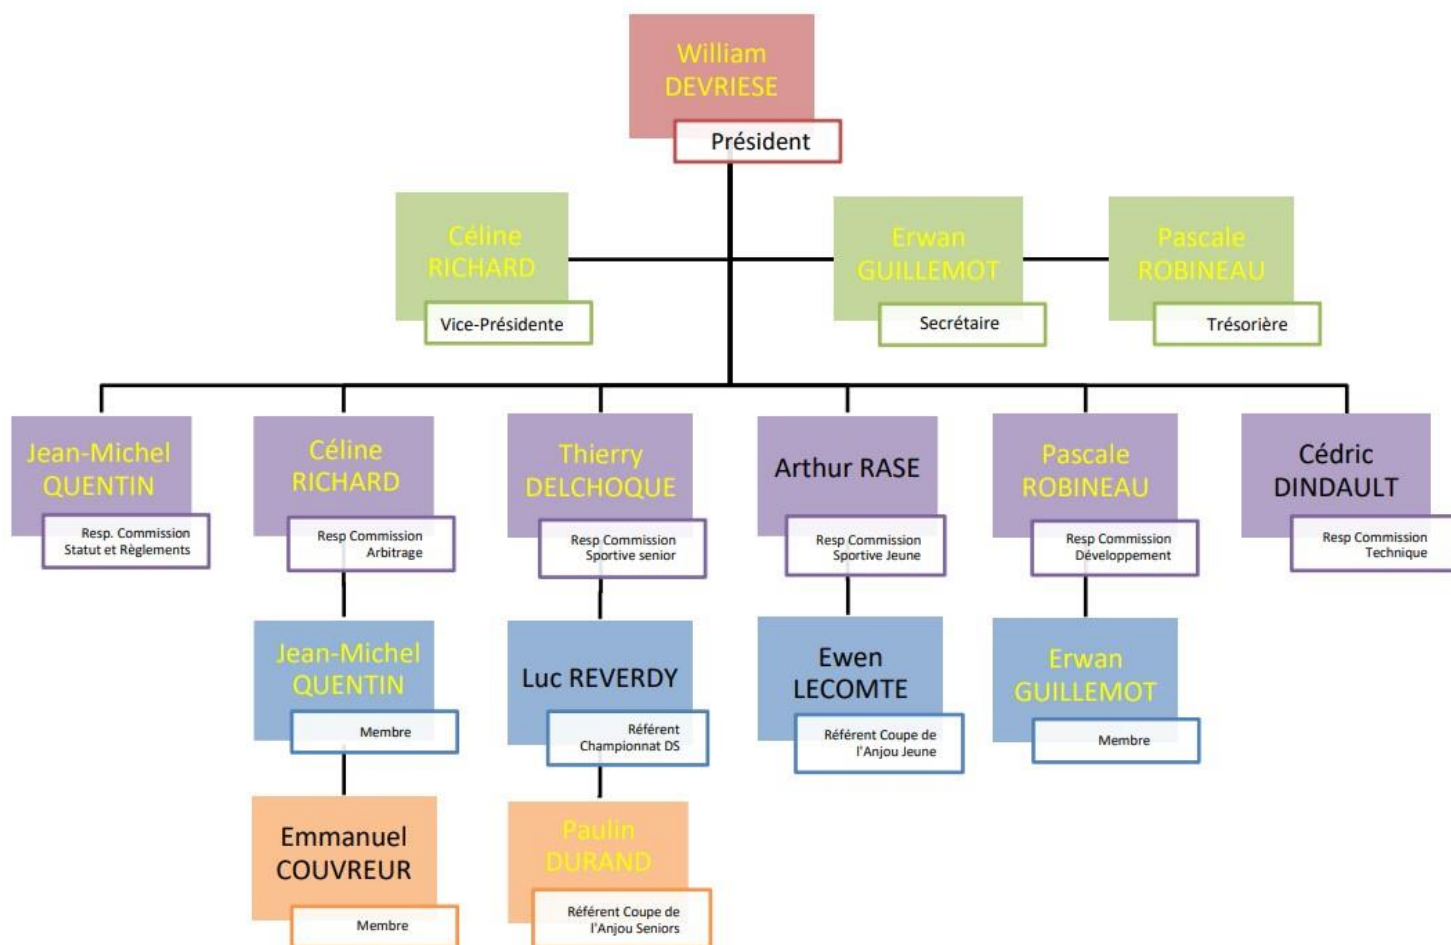 William
DEVRIESE
Président
Céline
RICHARD
Vice-Présidente
Erwan
GUILLEMOT
Secrétaire
Pascale
ROBINEAU
Trésorière
Jean-Michel
QUENTIN
Resp. Commission
Statut et Règlements
Céline
RICHARD
Resp Commission
Arbitrage
Thierry
DELCHOQUE
Resp Commission
Sportive senior
Arthur RASE
Resp Commission
Sportive Jeune
Pascale
ROBINEAU
Resp Commission
Développement
Cédric
DINDAULT
Resp Commission
Technique
Jean-Michel
QUENTIN
Membre
Luc REVERDY
Référent
Championnat DS
Ewen
LECOMTE
Référent Coupe de
l'Anjou Jeune
Erwan
GUILLEMOT
Membre
Emmanuel
COUVREUR
Membre
Paulin
DURAND
Référent Coupe de
l'Anjou Seniors